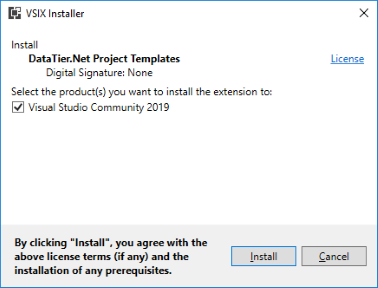 VSIX Installer
Install
DataTier.Net Project Templates
License
Digital Signature: None
Select the product(s) you want to install the extension to:
Visual Studio Community 2019
By clicking "Install", you agree with the
above license terms (if any) and the
installation of any prerequisites.
Install
Cancel